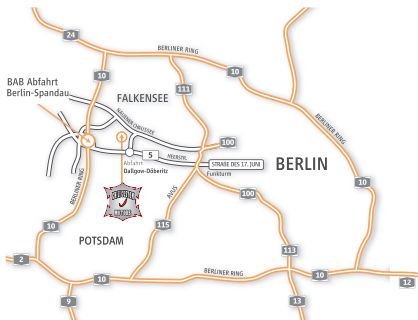 24
BERLINER RING
10
10
BAB Abfahrt
Berlin-Spandau
111
FALKENSEE
NAUENER CHAUSSEE
BERLINER RING
100
5
HEERSTR.
Abfahrt
Dallgow-Döberitz
STRAßE DES 17. JUNI
Funkturm
BERLIN
BERLINER RING
AVUS
10
100
10
115
POTSDAM
113
2
10
BERLINER RING
10
12
9
13